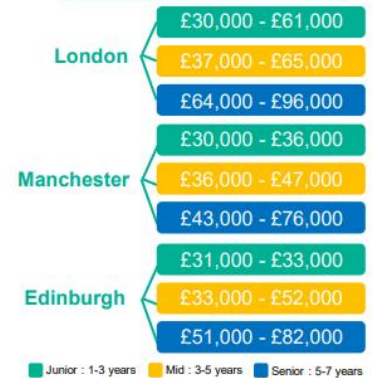 £30,000 - £61,000
London
£37,000 - £65,000
£64,000 - £96,000
£30,000 - £36,000
Manchester
£36,000 - £47,000
£43,000 - £76,000
£31,000 - £33,000
Edinburgh
£33,000 - £52,000
£51,000 - £82,000
Junior : 1-3 years Mid : 3-5 years Senior : 5-7 years